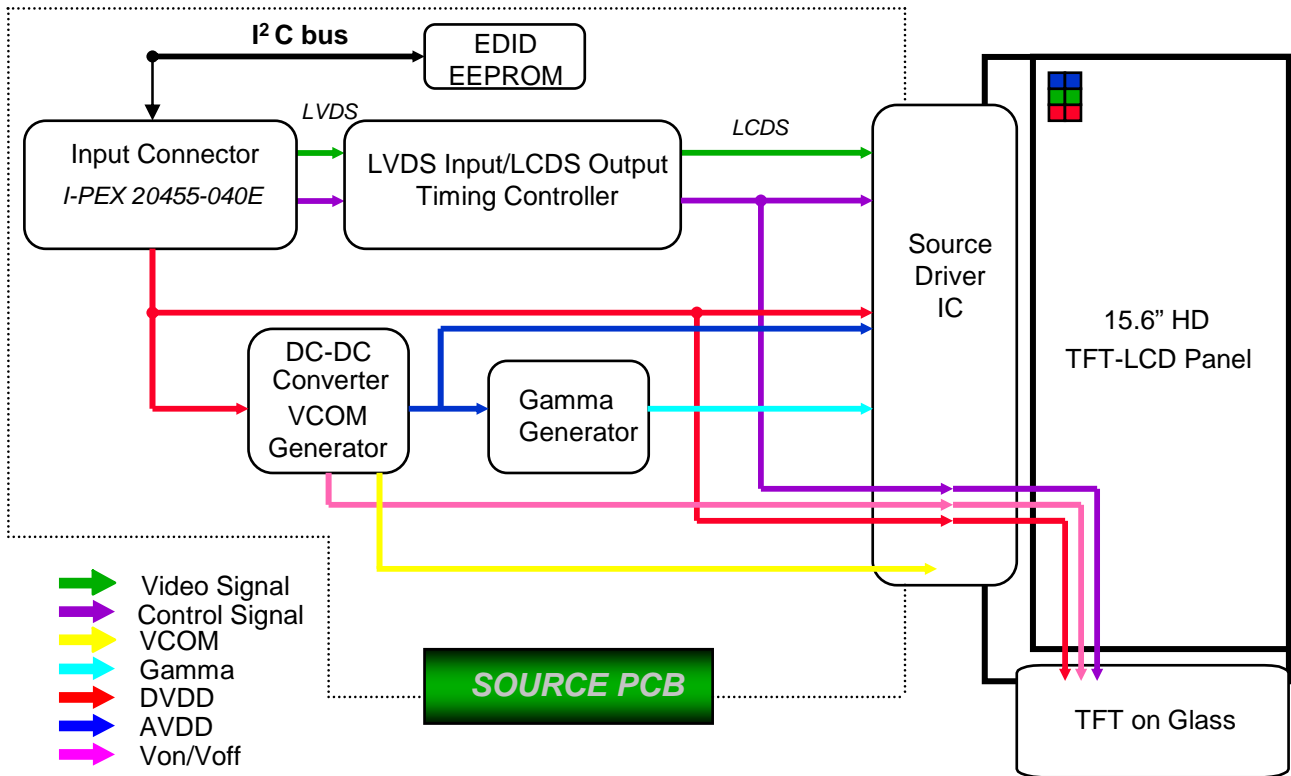 I² C bus
EDID
EEPROM
LVDS
LCDS
Input Connector
I-PEX 20455-040E
LVDS Input/LCDS Output
Timing Controller
Source
Driver
IC
15.6” HD
TFT-LCD Panel
DC-DC
Converter
VCOM
Generator
Gamma
Generator
Video Signal
Control Signal
VCOM
Gamma
DVDD
AVDD
Von/Voff
SOURCE PCB
TFT on Glass